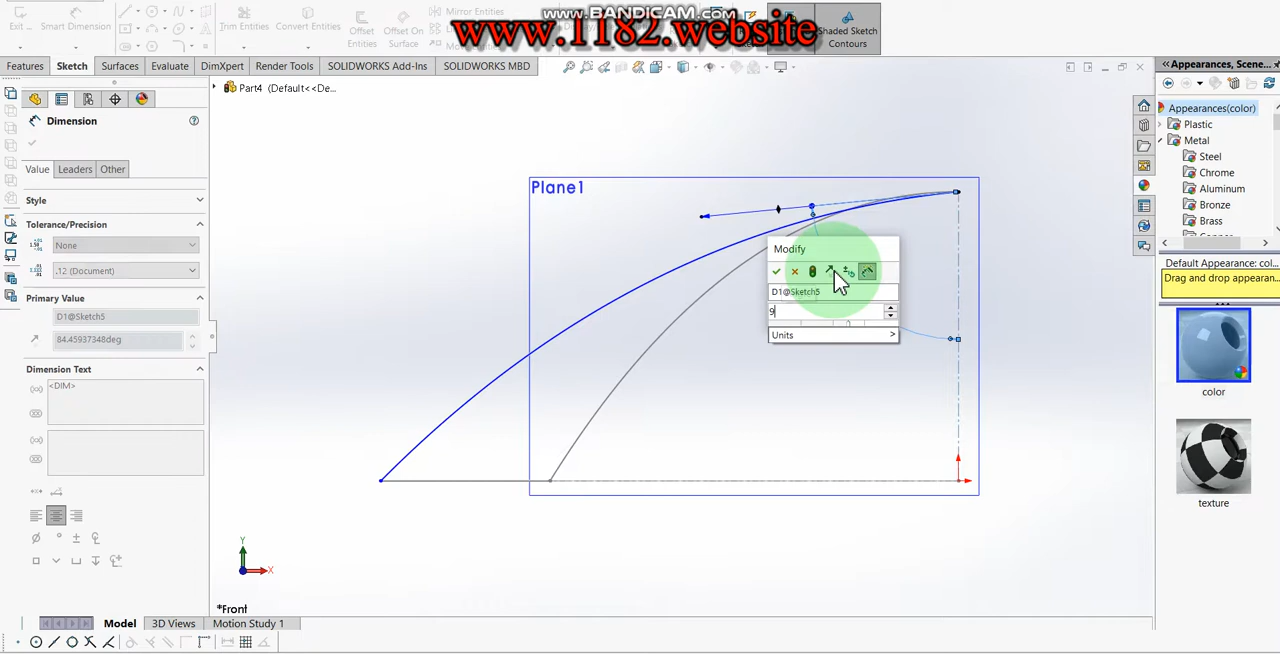 www.BANDICAM.com
www.1182.website
Exit
Smart Dimension
Trim Entities
Convert Entities
Offset Entities
Offset On Surface
Mirror Entities
Shaded Sketch Contours
Features
Sketch
Surfaces
Evaluate
DimXpert
Render Tools
SOLIDWORKS Add-Ins
SOLIDWORKS MBD
Part4 (Default<<De...
Dimension
Value
Leaders
Other
Style
Tolerance/Precision
None
.12 (Document)
Primary Value
D1@Sketch5
84.45937348deg
Dimension Text
<DIM>
Plane1
Modify
D1@Sketch5
9
Units
Y
X
*Front
Model
3D Views
Motion Study 1
Appearances, Scene...
Appearances(color)
Plastic
Metal
Steel
Chrome
Aluminum
Bronze
Brass
Default Appearance: col...
Drag and drop appearan...
color
texture